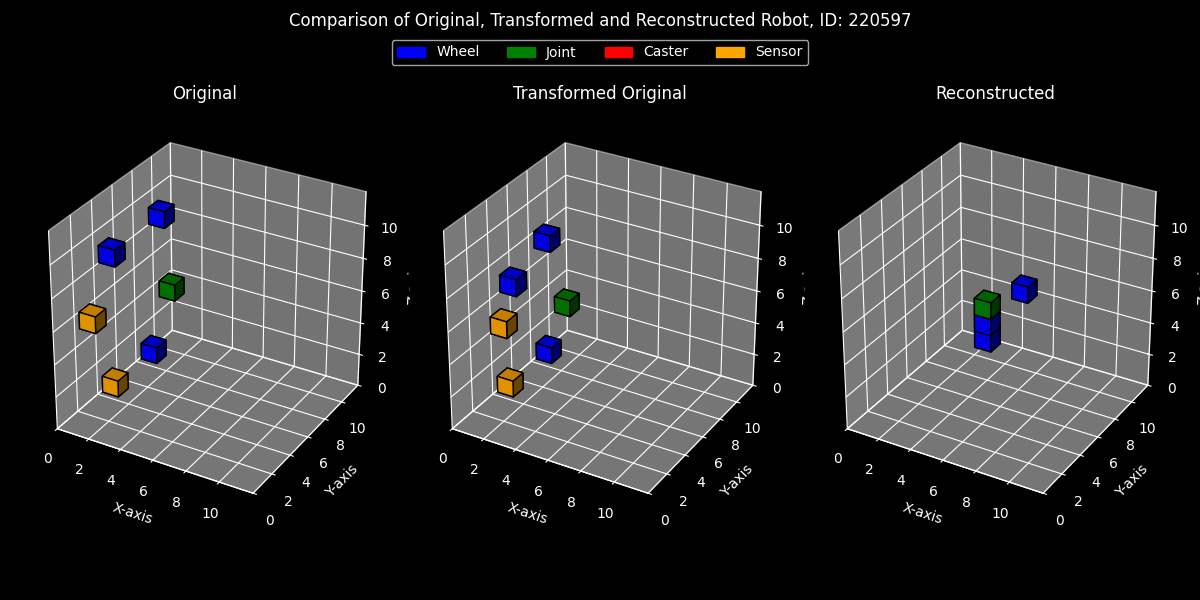 Comparison of Original, Transformed and Reconstructed Robot, ID: 220597
Wheel Joint Caster Sensor
Original Transformed Original Reconstructed
10 10 10
8 8 8
6 6 6
4 4 4
2 2 2
0 0 0
10 10 10
8 8 8
6 6 6
4 4 4
2 2 2
0 0 0
0 2 4 6 8 10 0 2 4 6 8 10 0 2 4 6 8 10
X-axis Y-axis X-axis Y-axis X-axis Y-axis